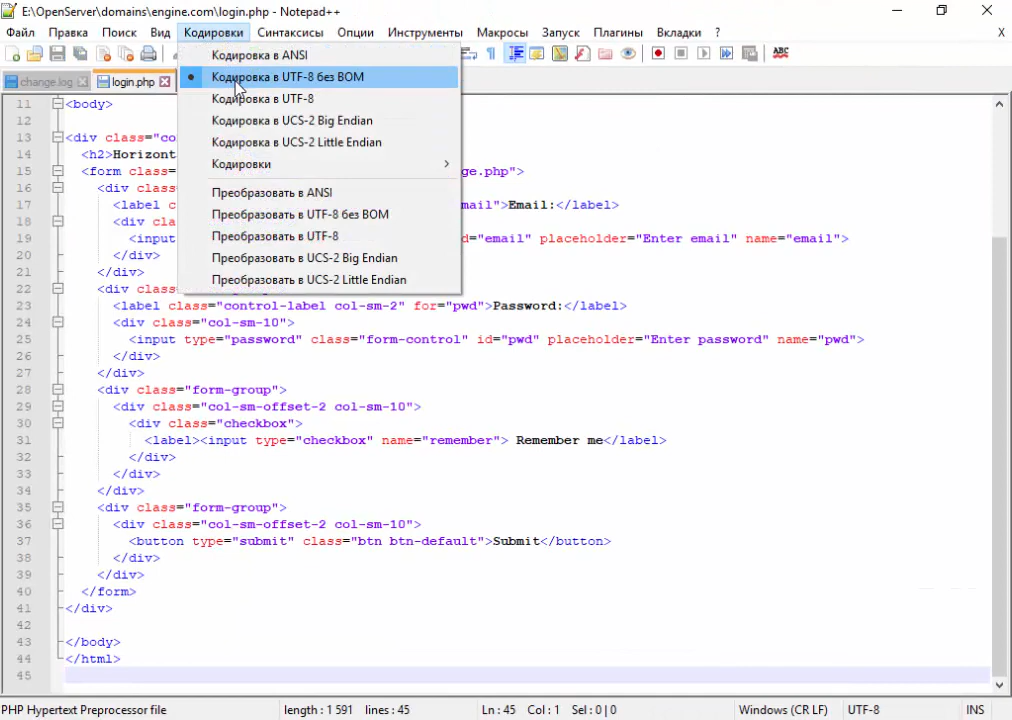 E:\OpenServer\domains\engine.com\login.php - Notepad++
Файл Правка Поиск Вид Кодировки Синтаксисы Опции Инструменты Макросы Запуск Плагины Вкладки ? X
change.log login.php
Кодировка в ANSI
Кодировка в UTF-8 без BOM
Кодировка в UTF-8
Кодировка в UCS-2 Big Endian
Кодировка в UCS-2 Little Endian
Кодировки
Преобразовать в ANSI
Преобразовать в UTF-8 без BOM
Преобразовать в UTF-8
Преобразовать в UCS-2 Big Endian
Преобразовать в UCS-2 Little Endian
ABC
11 <body>
12
13 <div class="co
14 <h2>Horizont
15 <form class= ge.php">
16 <div class=
17 <label c mail">Email:</label>
18 <div cla
19 <input d="email" placeholder="Enter email" name="email">
20 </div>
21 </div>
22 <div class=
23 <label class="control-label col-sm-2" for="pwd">Password:</label>
24 <div class="col-sm-10">
25 <input type="password" class="form-control" id="pwd" placeholder="Enter password" name="pwd">
26 </div>
27 </div>
28 <div class="form-group">
29 <div class="col-sm-offset-2 col-sm-10">
30 <div class="checkbox">
31 <label><input type="checkbox" name="remember"> Remember me</label>
32 </div>
33 </div>
34 </div>
35 <div class="form-group">
36 <div class="col-sm-offset-2 col-sm-10">
37 <button type="submit" class="btn btn-default">Submit</button>
38 </div>
39 </div>
40 </form>
41 </div>
42
43 </body>
44 </html>
45
PHP Hypertext Preprocessor file length : 1 591 lines : 45 Ln : 45 Col : 1 Sel : 0 | 0 Windows (CR LF) UTF-8 INS